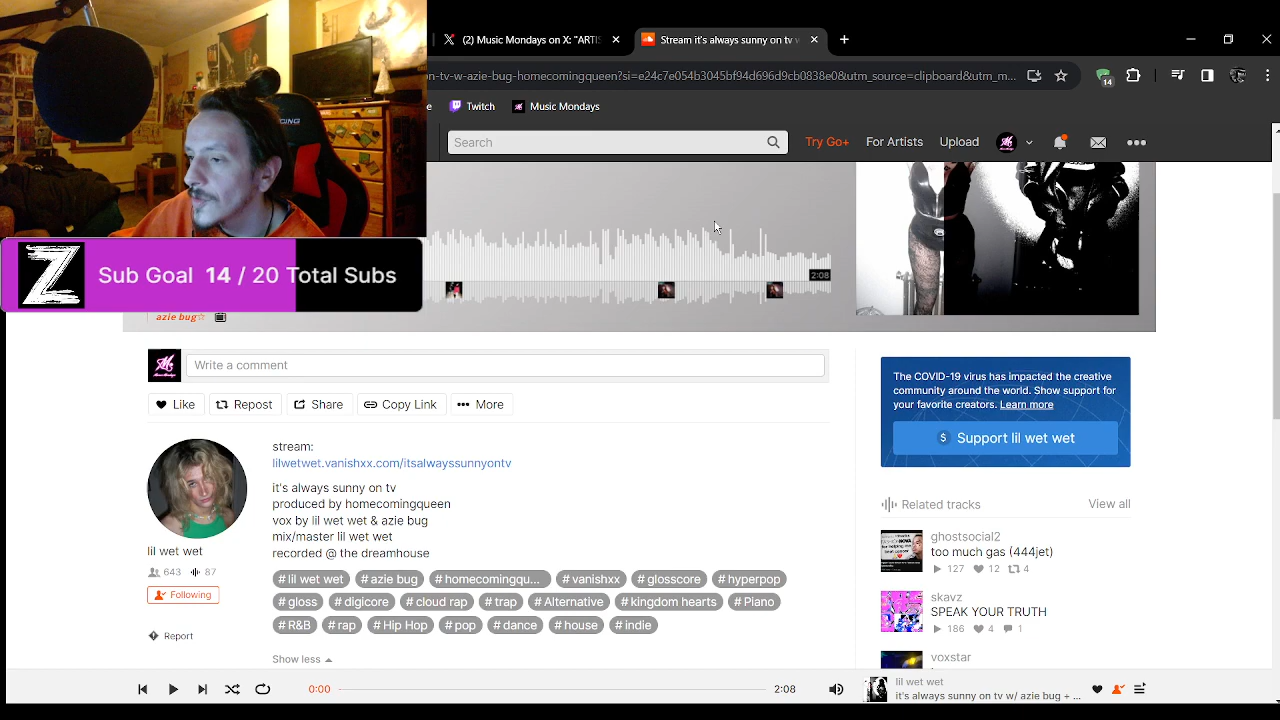 (2) Music Mondays on X: "ARTIS
Stream it's always sunny on tv w
n-tv-w-azie-bug-homecomingqueen?si=e24c7e054b3045bf94d696d9cb0838e0&utm_source=clipboard&utm_m...
14
Twitch
Music Mondays
Search
Try Go+
For Artists
Upload
Z
Sub Goal 14 / 20 Total Subs
2:08
azie bug☆
Write a comment
Like
Repost
Share
Copy Link
More
The COVID-19 virus has impacted the creative
community around the world. Show support for
your favorite creators. Learn more
Support lil wet wet
stream:
lilwetwet.vanishxx.com/itsalwayssunnyontv
it's always sunny on tv
produced by homecomingqueen
vox by lil wet wet & azie bug
mix/master lil wet wet
recorded @ the dreamhouse
lil wet wet
643 87
Following
Report
# lil wet wet # azie bug # homecomingqu... # vanishxx # glosscore # hyperpop
# gloss # digicore # cloud rap # trap # Alternative # kingdom hearts # Piano
# R&B # rap # Hip Hop # pop # dance # house # indie
Show less
Related tracks
View all
ghostsocial2
too much gas (444jet)
127 12 4
skavz
SPEAK YOUR TRUTH
186 4 1
voxstar
0:00
2:08
lil wet wet
it's always sunny on tv w/ azie bug + ...